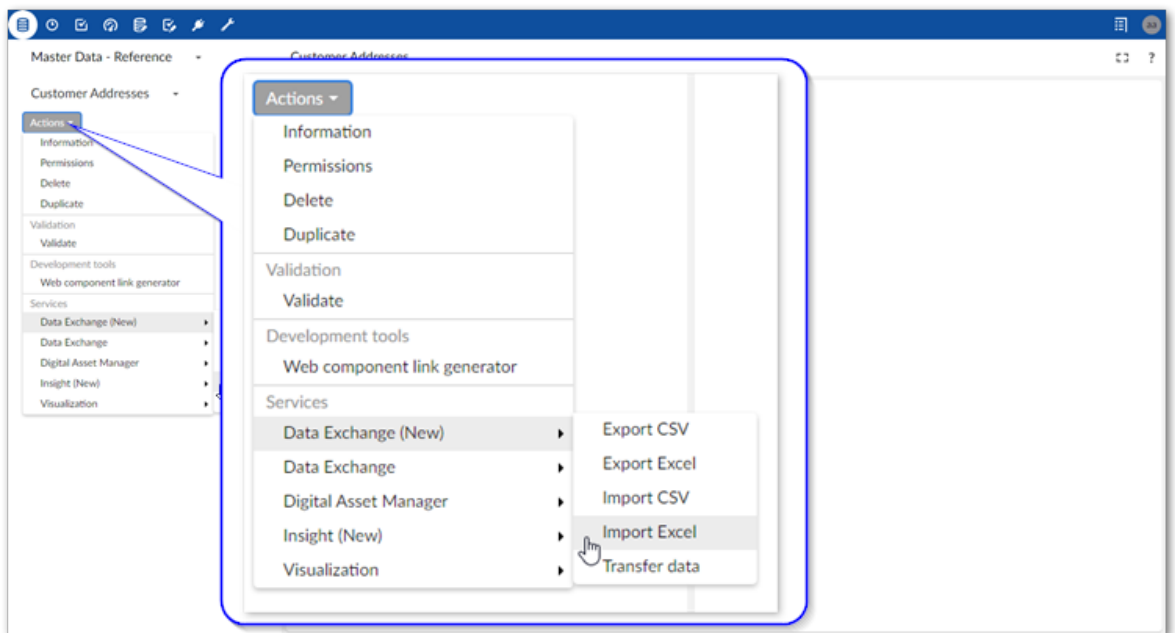 Master Data - Reference
Customer Addresses
?
Customer Addresses
Actions
Information
Permissions
Delete
Duplicate
Validation
Validate
Development tools
Web component link generator
Services
Data Exchange (New)
Data Exchange
Digital Asset Manager
Insight (New)
Visualization
Actions
Information
Permissions
Delete
Duplicate
Validation
Validate
Development tools
Web component link generator
Services
Data Exchange (New)
Data Exchange
Digital Asset Manager
Insight (New)
Visualization
Export CSV
Export Excel
Import CSV
Import Excel
Transfer data